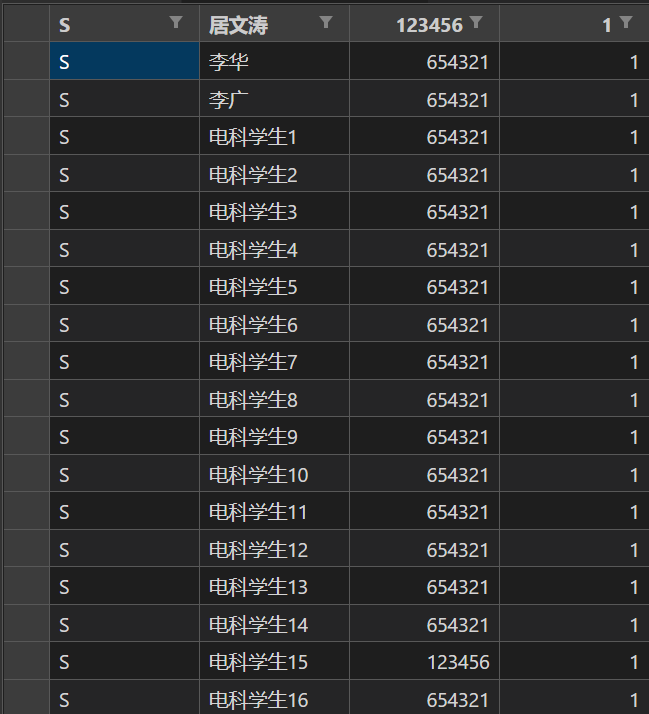 S 居文涛 123456 1
S 李华 654321 1
S 李广 654321 1
S 电科学生1 654321 1
S 电科学生2 654321 1
S 电科学生3 654321 1
S 电科学生4 654321 1
S 电科学生5 654321 1
S 电科学生6 654321 1
S 电科学生7 654321 1
S 电科学生8 654321 1
S 电科学生9 654321 1
S 电科学生10 654321 1
S 电科学生11 654321 1
S 电科学生12 654321 1
S 电科学生13 654321 1
S 电科学生14 654321 1
S 电科学生15 123456 1
S 电科学生16 654321 1